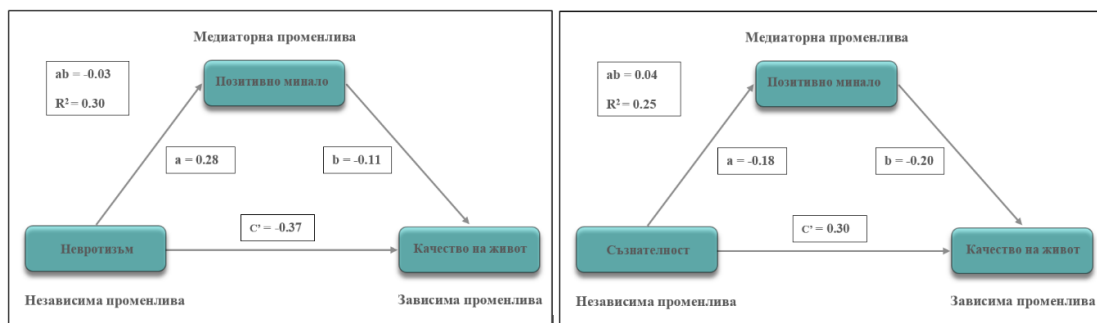 Медиаторна променлива
ab = -0.03
R² = 0.30
Позитивно минало
a = 0.28
b = -0.11
C' = -0.37
Невротизъм
Качество на живот
Независима променлива
Зависима променлива
Медиаторна променлива
ab = 0.04
R² = 0.25
Позитивно минало
a = -0.18
b = -0.20
C' = 0.30
Съзнателност
Качество на живот
Независима променлива
Зависима променлива